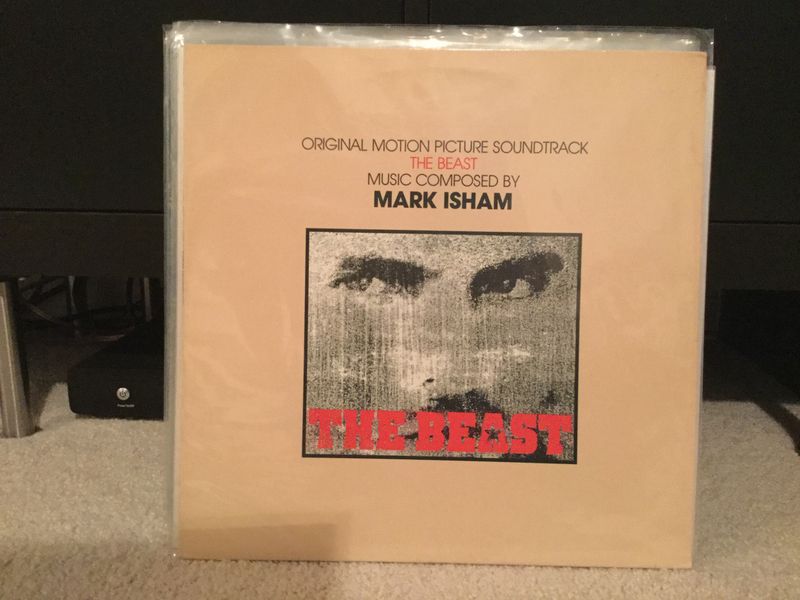 ORIGINAL MOTION PICTURE SOUNDTRACK
THE BEAST
MUSIC COMPOSED BY
MARK ISHAM
THE BEAST